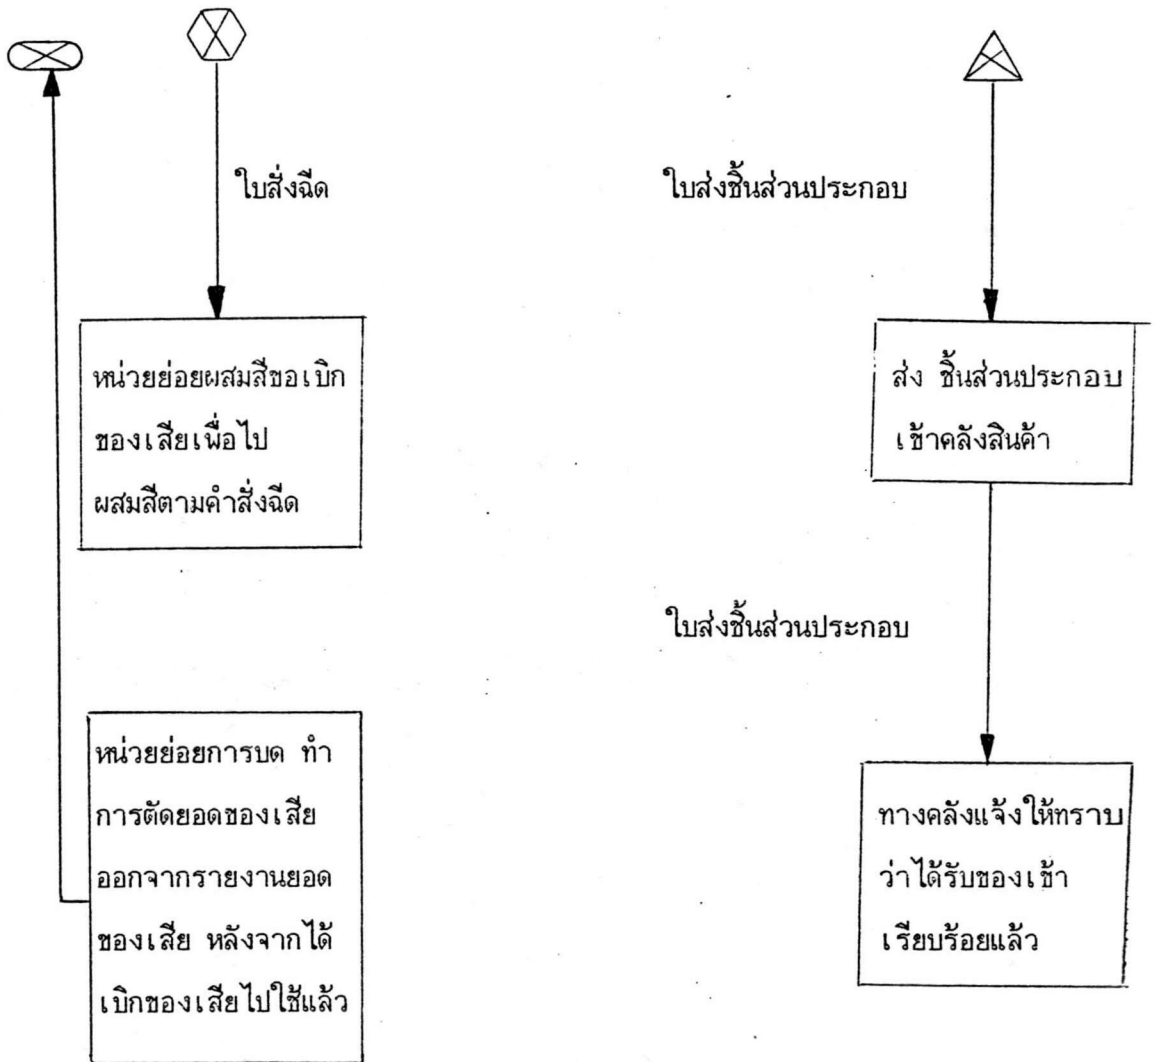 ใบสั่งฉีด
หน่วยย่อยผสมสีขอเบิก
ของเสียเพื่อไป
ผสมสีตามคำสั่งฉีด
หน่วยย่อยการบด ทำ
การตัดยอดของเสีย
ออกจากรายงานยอด
ของเสีย หลังจากได้
เบิกของเสียไปใช้แล้ว
ใบส่งชิ้นส่วนประกอบ
ส่ง ชิ้นส่วนประกอบ
เข้าคลังสินค้า
ใบส่งชิ้นส่วนประกอบ
ทางคลังแจ้งให้ทราบ
ว่าได้รับของเข้า
เรียบร้อยแล้ว